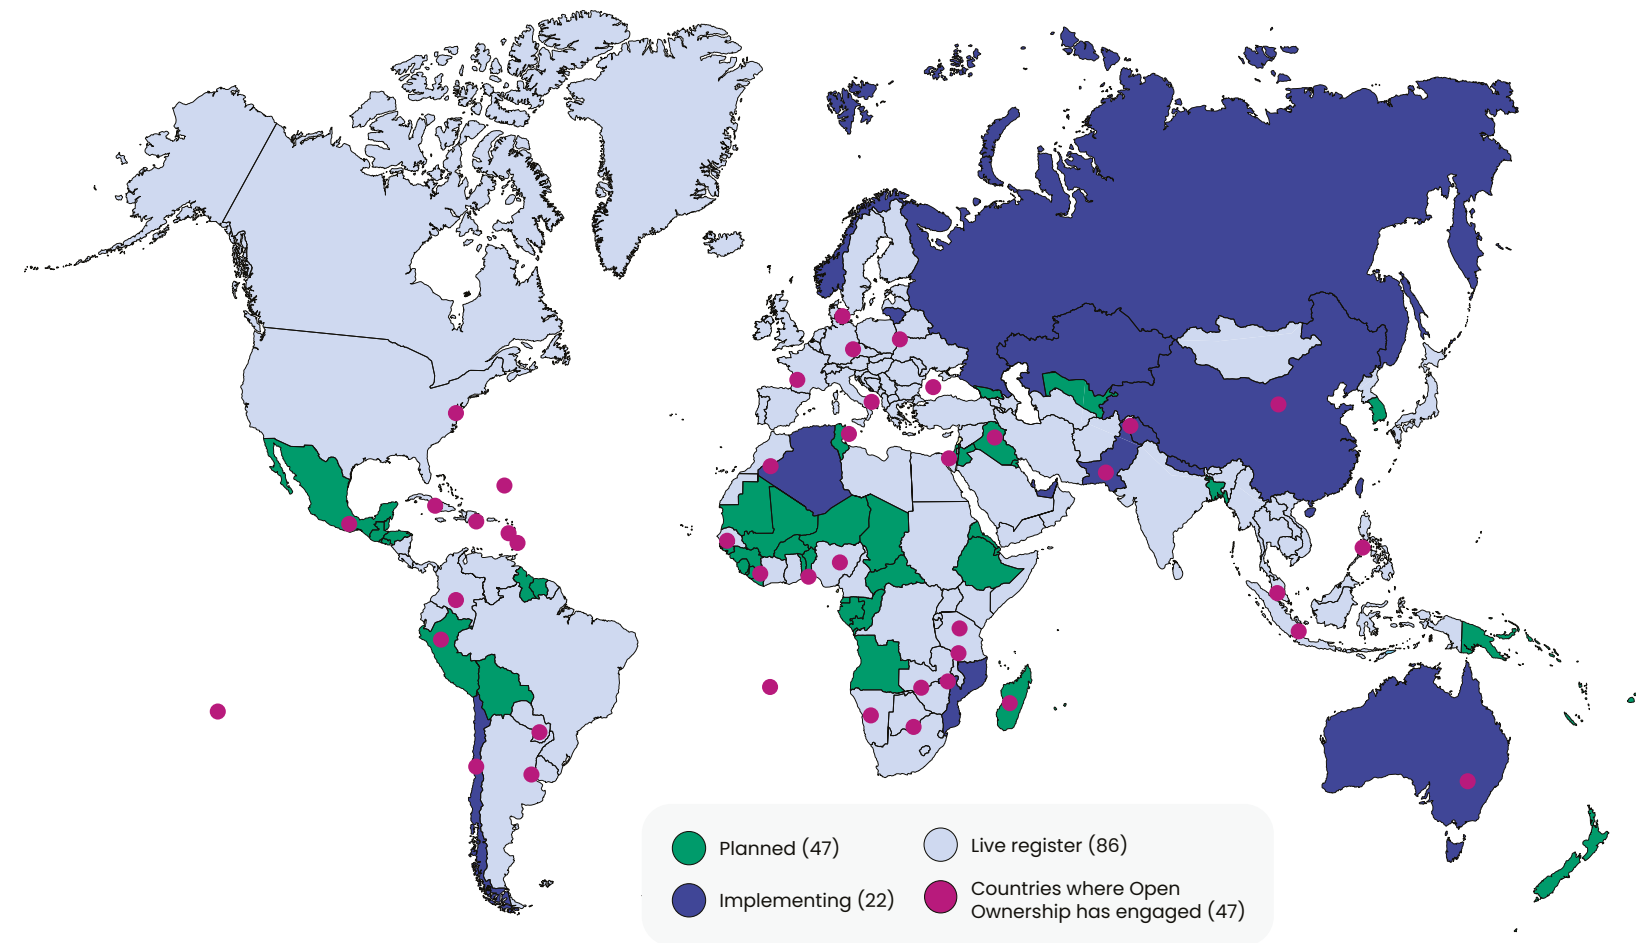 Planned (47)
Implementing (22)
Live register (86)
Countries where Open
Ownership has engaged (47)